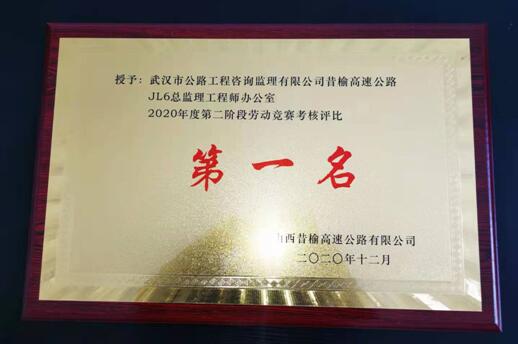 授予：武汉市公路工程咨询监理有限公司昔榆高速公路
JL6总监理工程师办公室
2020年度第二阶段劳动竞赛考核评比
第一名
山西昔榆高速公路有限公司
二〇二〇年十二月